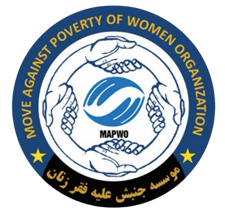 MOVE AGAINST POVERTY OF WOMEN ORGANIZATION
MAPWO
موسسه جنبش علیه فقر زنان